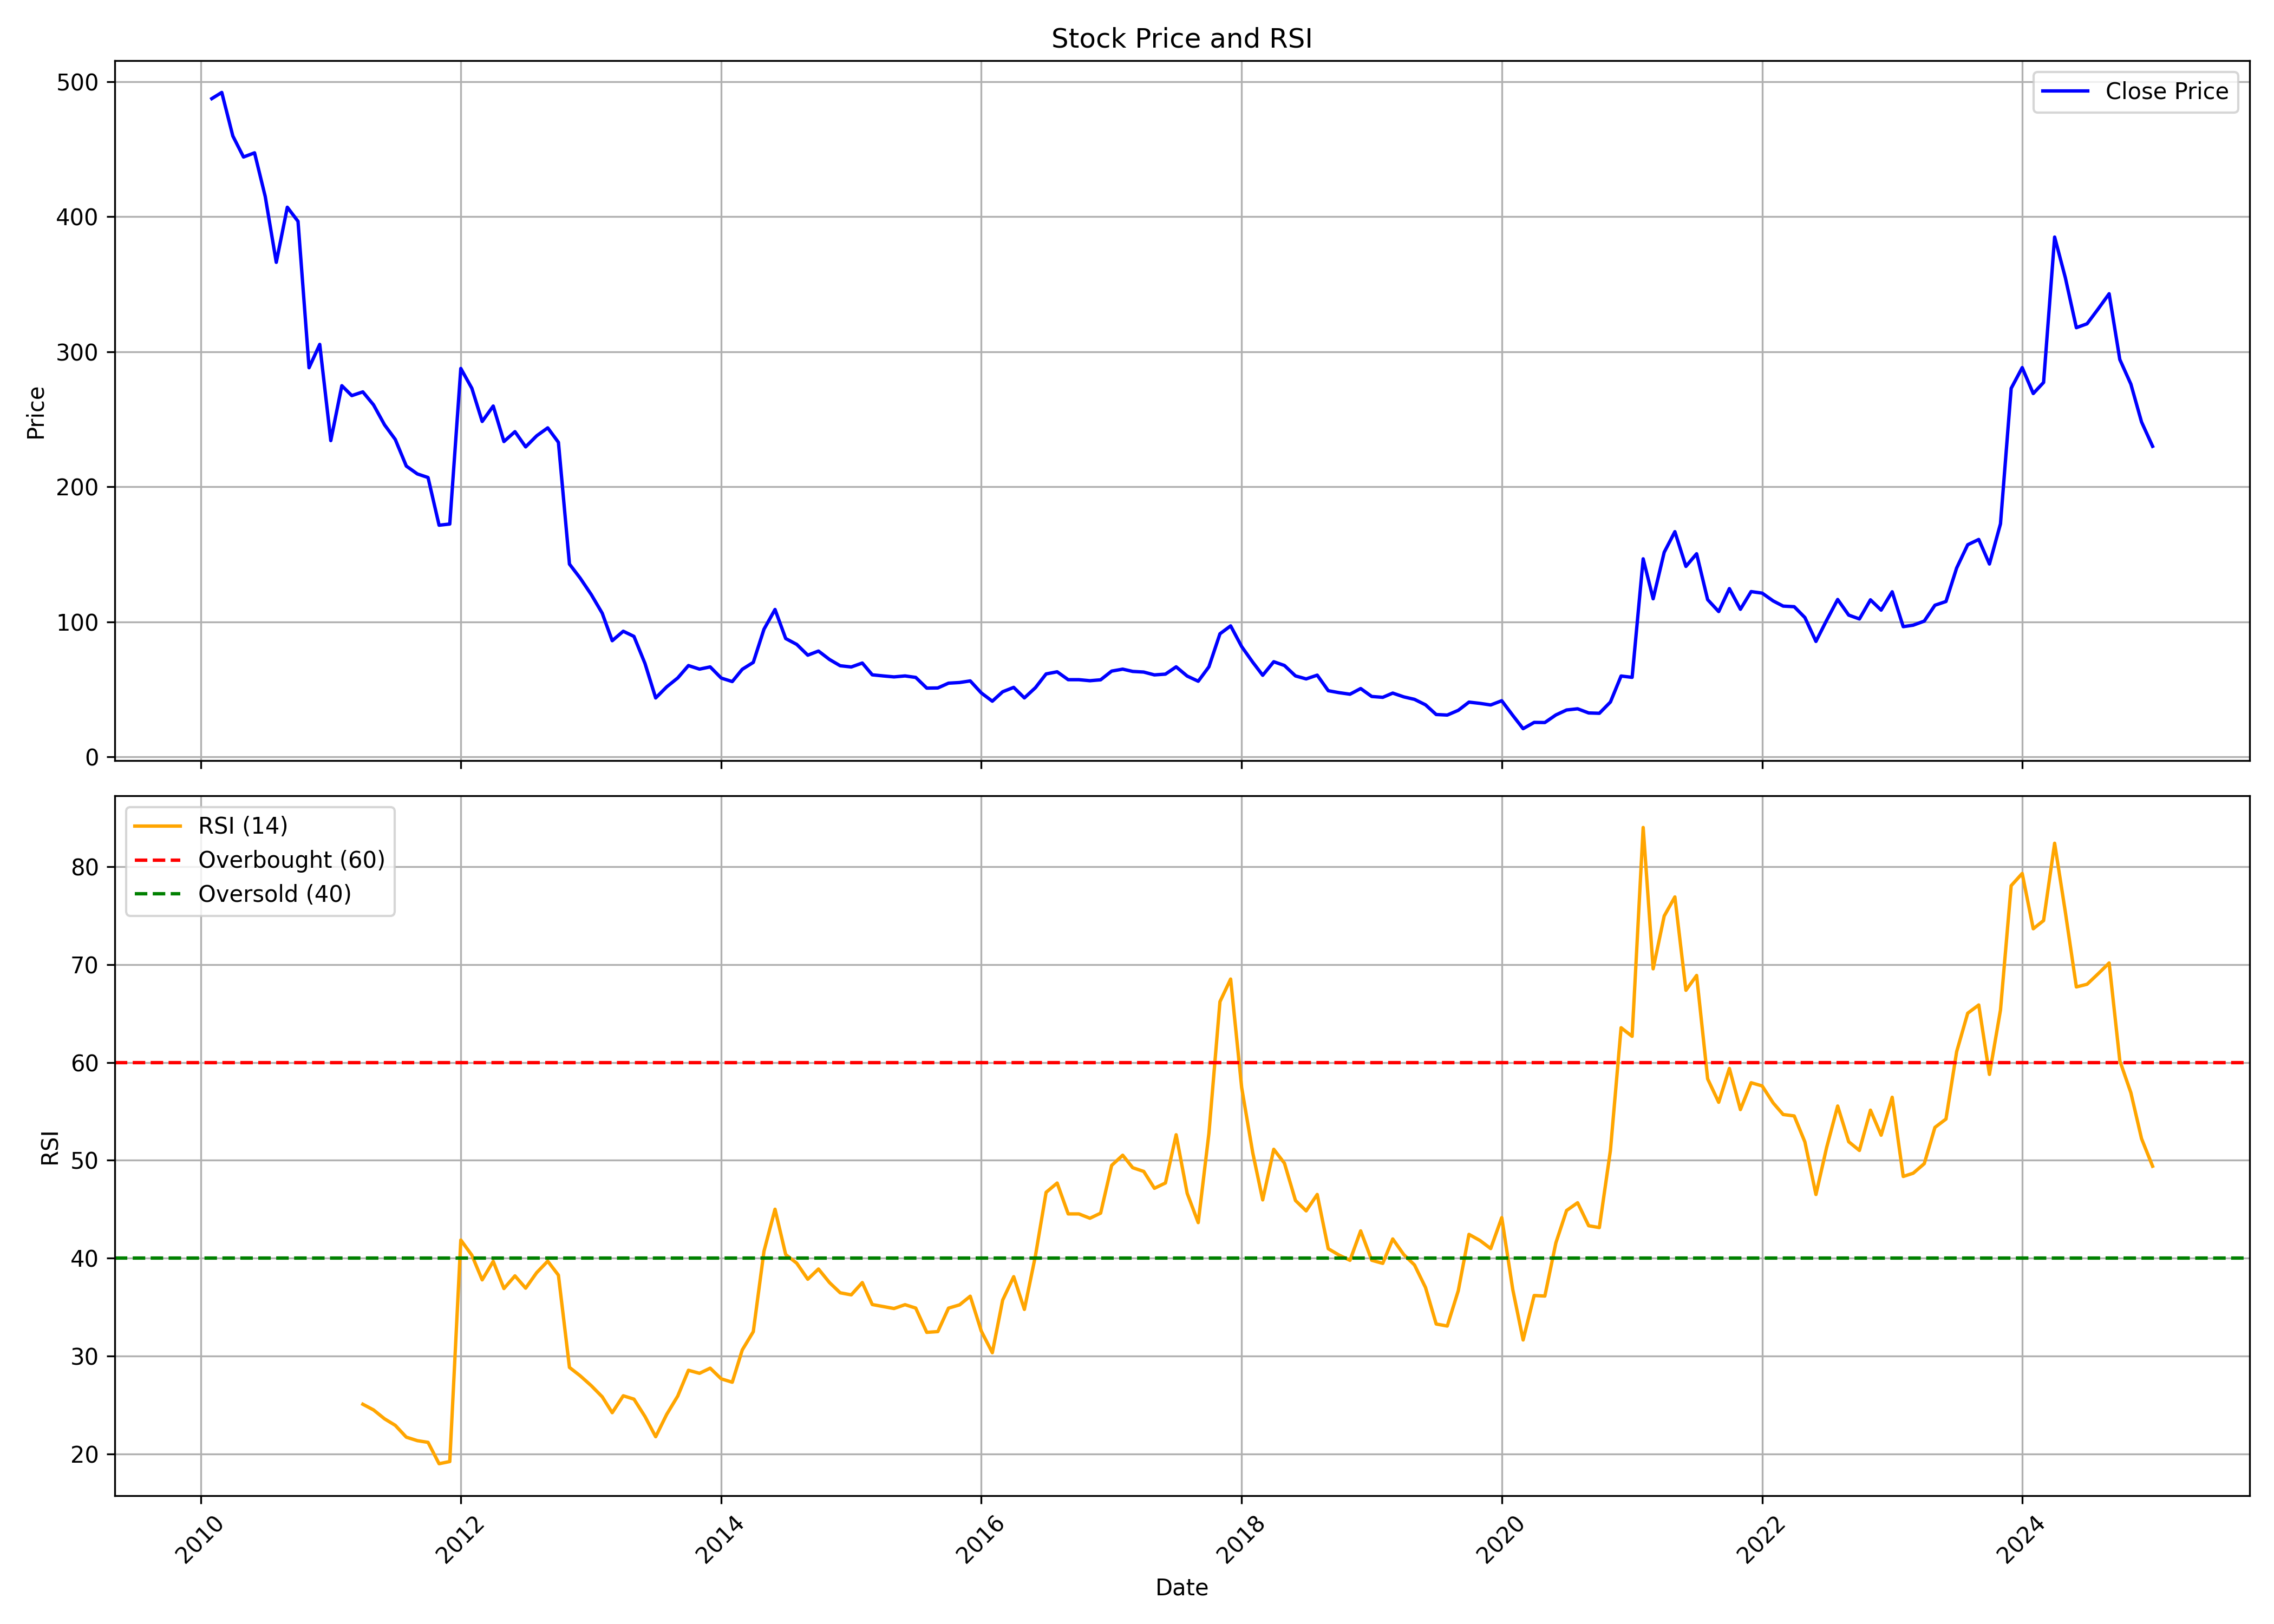 Stock Price and RSI
500
400
300
200
100
0
Price
Close Price
RSI (14)
Overbought (60)
Oversold (40)
80
70
60
50
40
30
20
RSI
2010
2012
2014
2016
2018
2020
2022
2024
Date